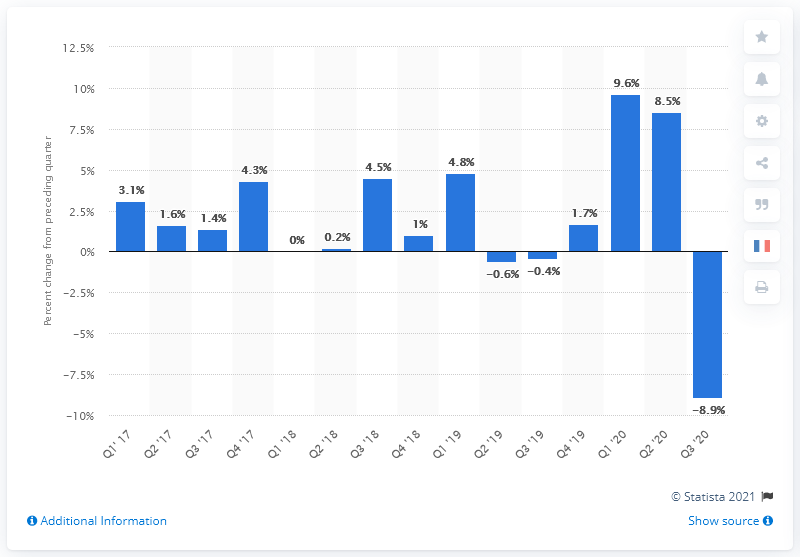 12.5%
10%
7.5%
5%
2.5%
0%
−2.5%
−5%
−7.5%
−10%
Percent change from preceding quarter
3.1%
1.6%
1.4%
4.3%
0%
0.2%
4.5%
1%
4.8%
−0.6%
−0.4%
1.7%
9.6%
8.5%
−8.9%
Q1' 17
Q2 '17
Q3 '17
Q4 '17
Q1 '18
Q2 '18
Q3 '18
Q4 '18
Q1 '19
Q2 '19
Q3 '19
Q4 '19
Q1 '20
Q2 '20
Q3 '20
© Statista 2021
Additional Information
Show source